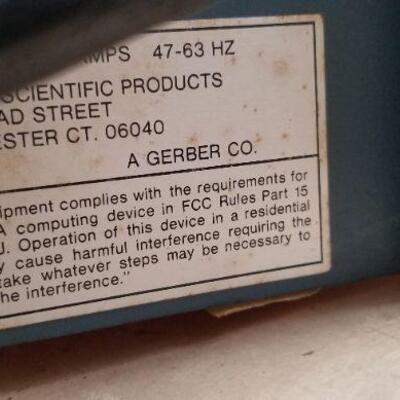 AMPS 47-63 HZ
SCIENTIFIC PRODUCTS
AD STREET
ESTER CT. 06040
A GERBER CO.
ipment complies with the requirements for
A computing device in FCC Rules Part 15
J. Operation of this device in a residential
y cause harmful interference requiring the
take whatever steps may be necessary to
he interference."